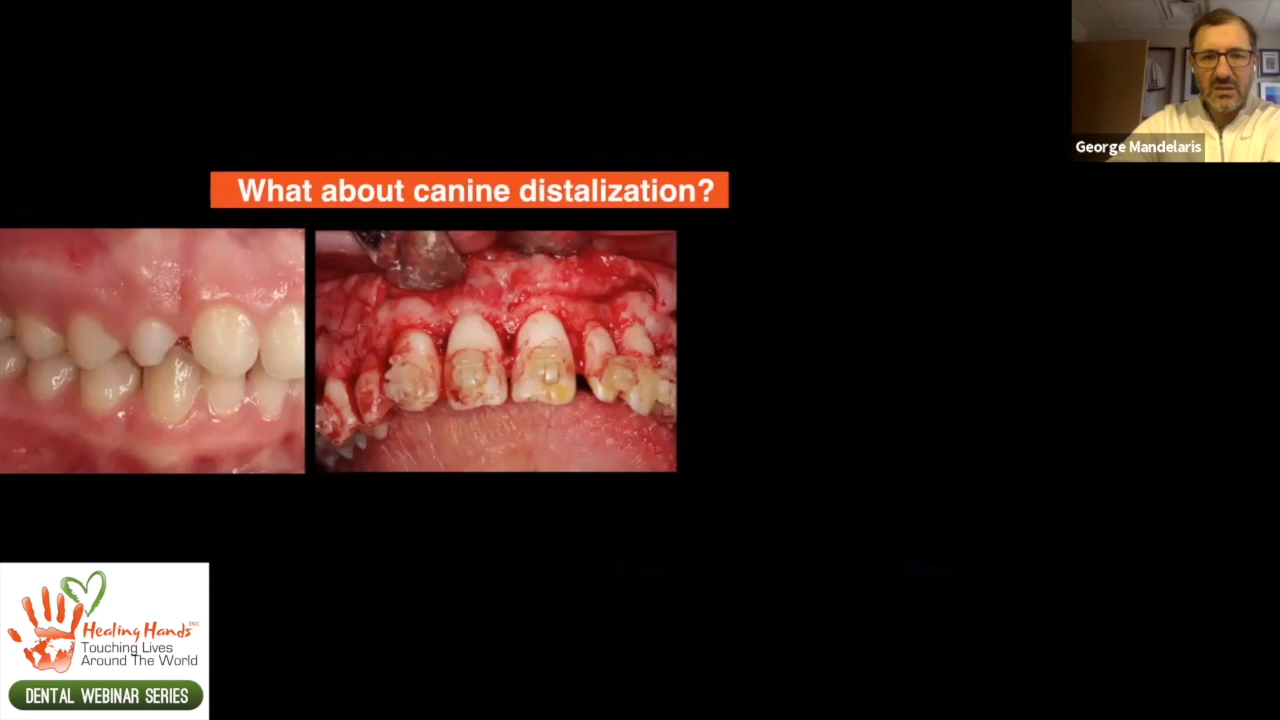 George Mandelaris
What about canine distalization?
Healing Hands INC
Touching Lives
Around The World
DENTAL WEBINAR SERIES